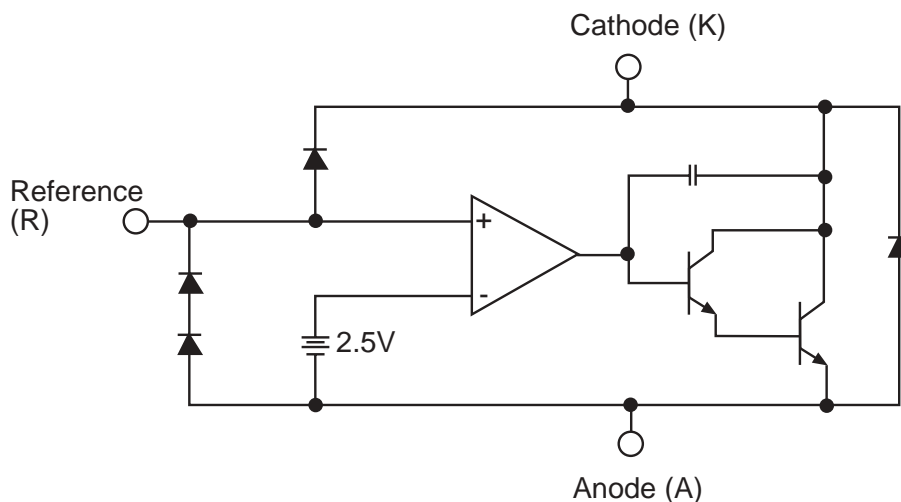 Cathode (K)
Reference
(R)
+
-
2.5V
Anode (A)